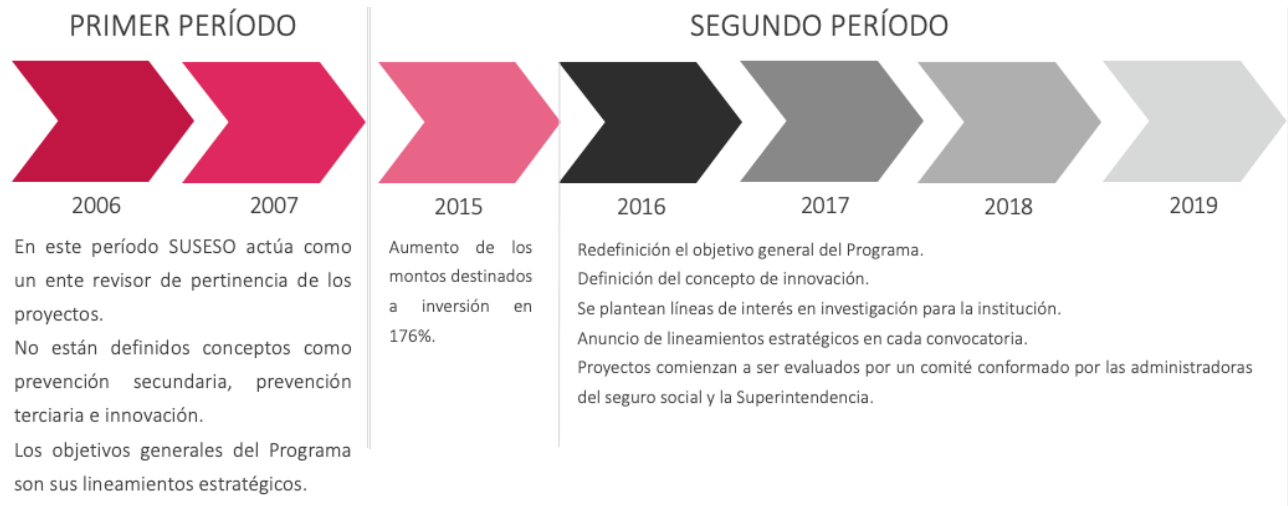 PRIMER PERÍODO
SEGUNDO PERÍODO
2006
2007
2015
2016
2017
2018
2019
En este período SUSESO actúa como
un ente revisor de pertinencia de los
proyectos.
No están definidos conceptos como
prevención secundaria, prevención
terciaria e innovación.
Los objetivos generales del Programa
son sus lineamientos estratégicos.
Aumento de los
montos destinados
a inversión en
176%.
Redefinición el objetivo general del Programa.
Definición del concepto de innovación.
Se plantean líneas de interés en investigación para la institución.
Anuncio de lineamientos estratégicos en cada convocatoria.
Proyectos comienzan a ser evaluados por un comité conformado por las administradoras
del seguro social y la Superintendencia.